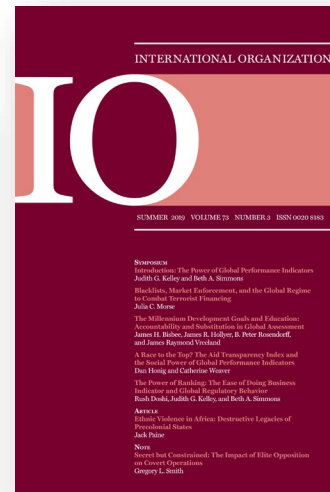 INTERNATIONAL ORGANIZATION
IO
SUMMER 2019 VOLUME 73 NUMBER 3 ISSN 0020 8183
SYMPOSIUM
Introduction: The Power of Global Performance Indicators
Judith G. Kelley and Beth A. Simmons
Blacklists, Market Enforcement, and the Global Regime
to Combat Terrorist Financing
Julia C. Morse
The Millennium Development Goals and Education:
Accountability and Substitution in Global Assessment
James H. Bisbee, James R. Hollyer, B. Peter Rosendorff,
and James Raymond Vreeland
A Race to the Top? The Aid Transparency Index and
the Social Power of Global Performance Indicators
Dan Honig and Catherine Weaver
The Power of Ranking: The Ease of Doing Business
Indicator and Global Regulatory Behavior
Rush Doshi, Judith G. Kelley, and Beth A. Simmons
ARTICLE
Ethnic Violence in Africa: Destructive Legacies of
Precolonial States
Jack Paine
NOTE
Secret but Constrained: The Impact of Elite Opposition
on Covert Operations
Gregory L. Smith